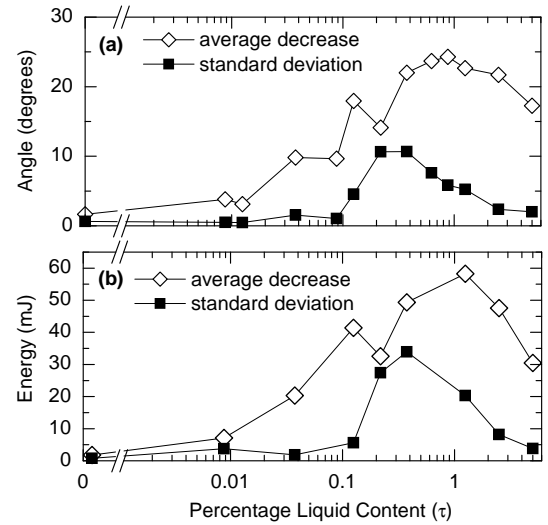 30
(a)
average decrease
standard deviation
20
10
0
Angle (degrees)
60
(b)
average decrease
standard deviation
50
40
30
20
10
0
Energy (mJ)
0 0.01 0.1 1
Percentage Liquid Content (τ)